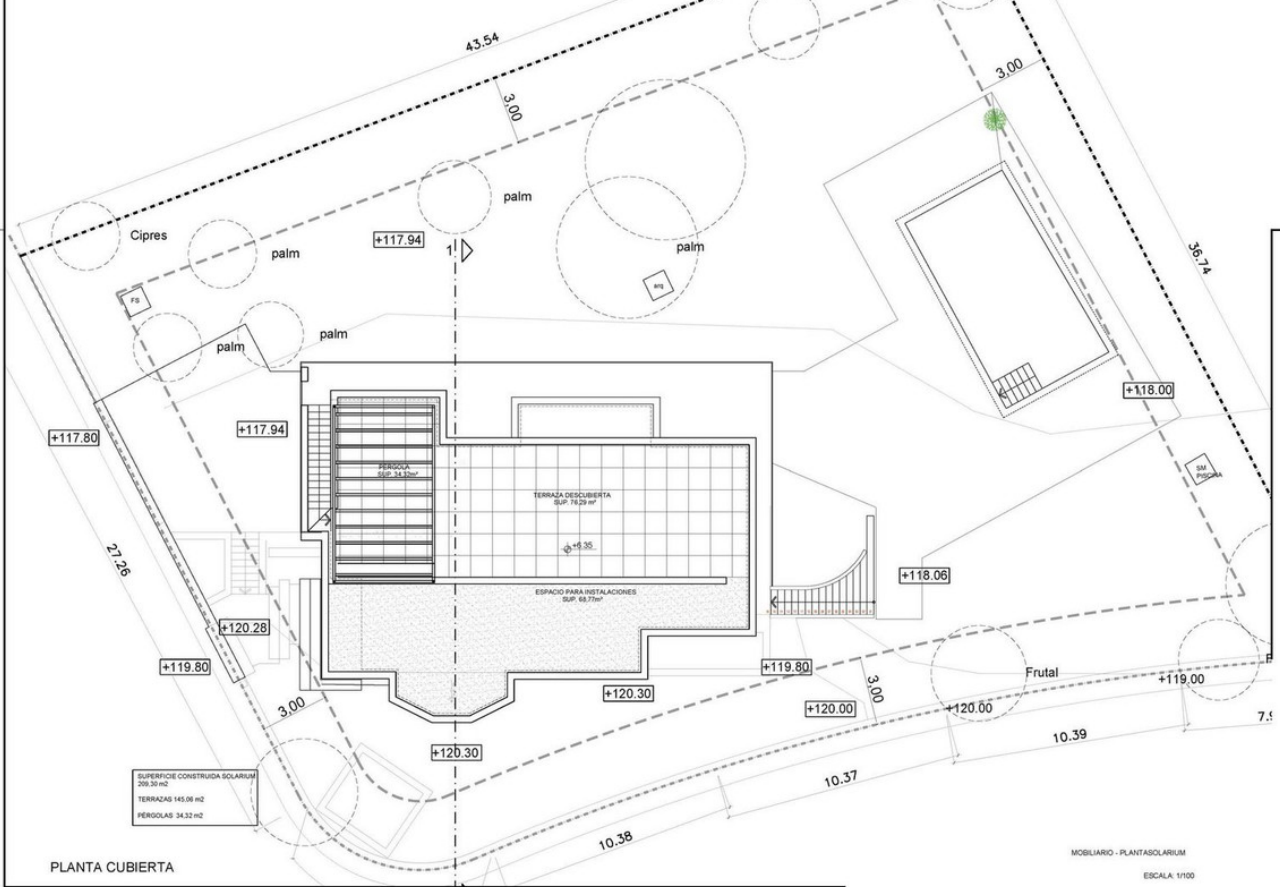 43.54
3,00
3,00
palm
Cipres
+117.94
1
palm
palm
36.74
arq
FS
palm
palm
+118.00
+117.80
+117.94
PERGOLA
SUP. 34,32m²
TERRAZA DESCUBIERTA
SUP. 76,29 m²
SM
PISCINA
+6.35
27.26
ESPACIO PARA INSTALACIONES
SUP. 68,77m²
+118.06
+120.28
+119.80
+119.80
Frutal
+119.00
3,00
+120.30
3,00
+120.00
+120.00
+120.30
10.39
SUPERFICIE CONSTRUIDA SOLARIUM
209,30 m2
TERRAZAS 145,06 m2
PÉRGOLAS 34,32 m2
10.37
10.38
PLANTA CUBIERTA
MOBILIARIO - PLANTASOLARIUM
ESCALA: 1/100